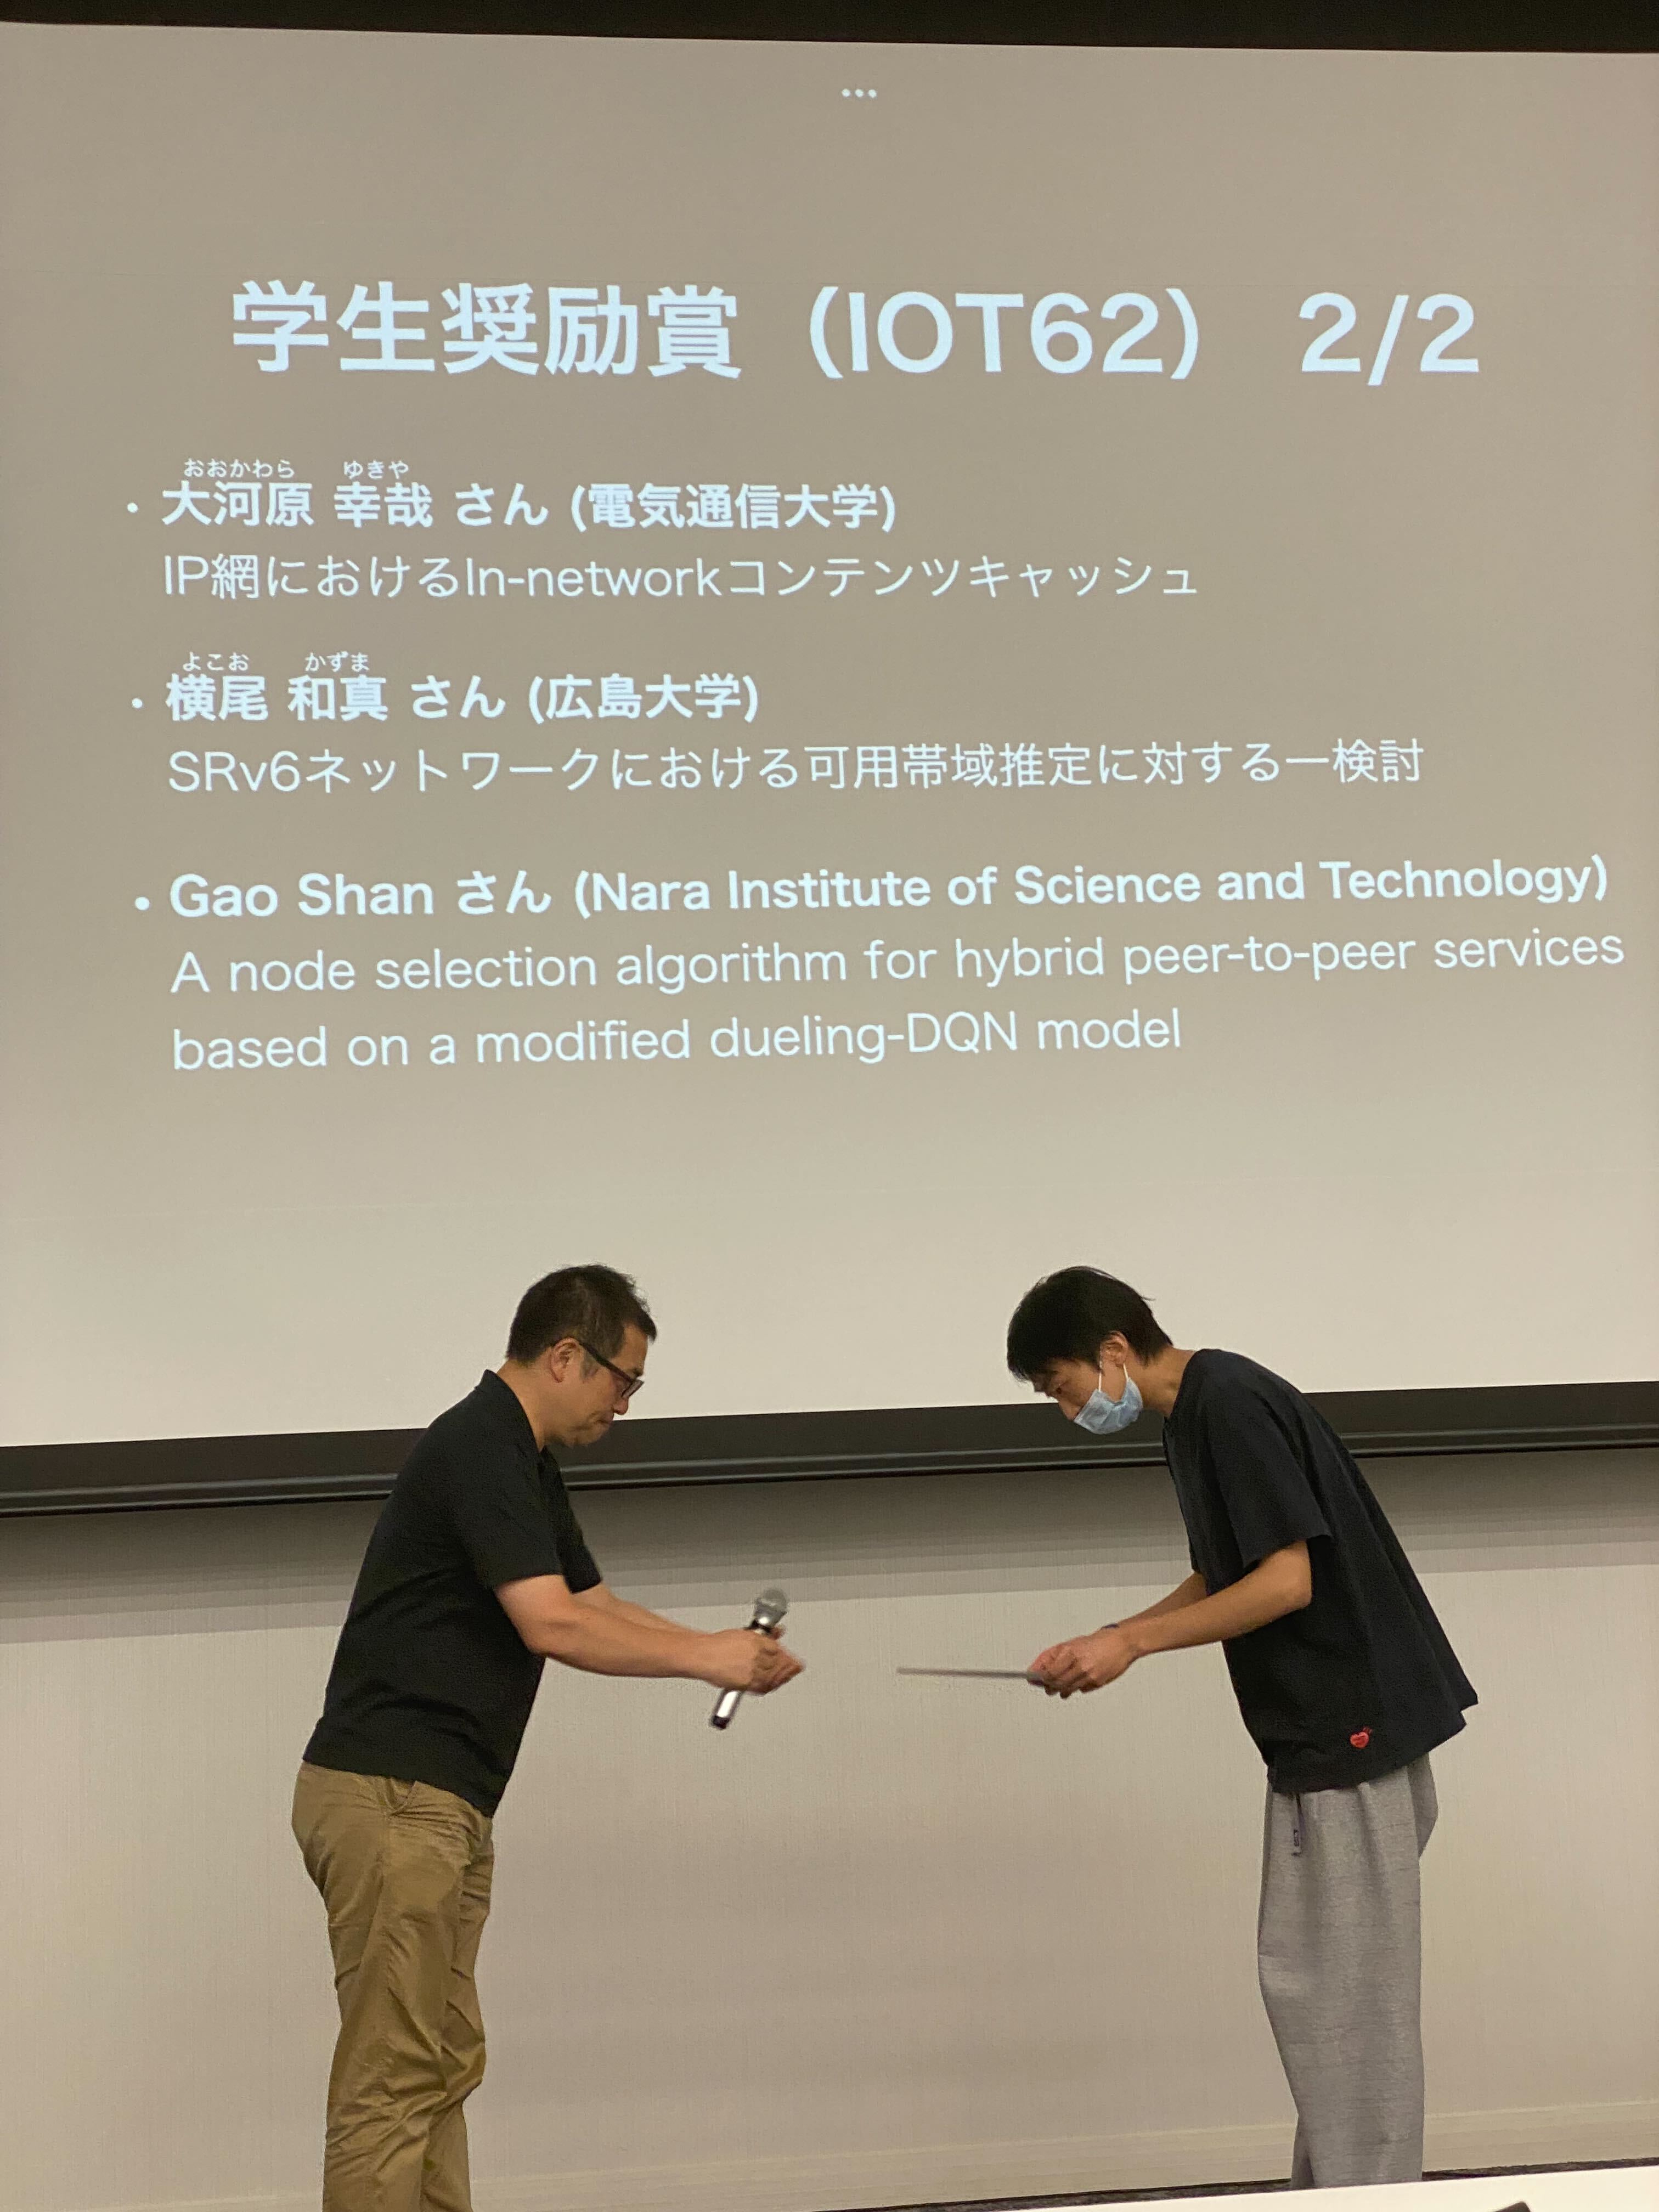 ...
学生奨励賞（IOT62） 2/2
おおかわら ゆきや
• 大河原 幸哉 さん (電気通信大学)
IP網におけるIn-networkコンテンツキャッシュ
よこお かずま
• 横尾 和真 さん (広島大学)
SRv6ネットワークにおける可用帯域推定に対する一検討
• Gao Shan さん (Nara Institute of Science and Technology)
A node selection algorithm for hybrid peer-to-peer services
based on a modified dueling-DQN model